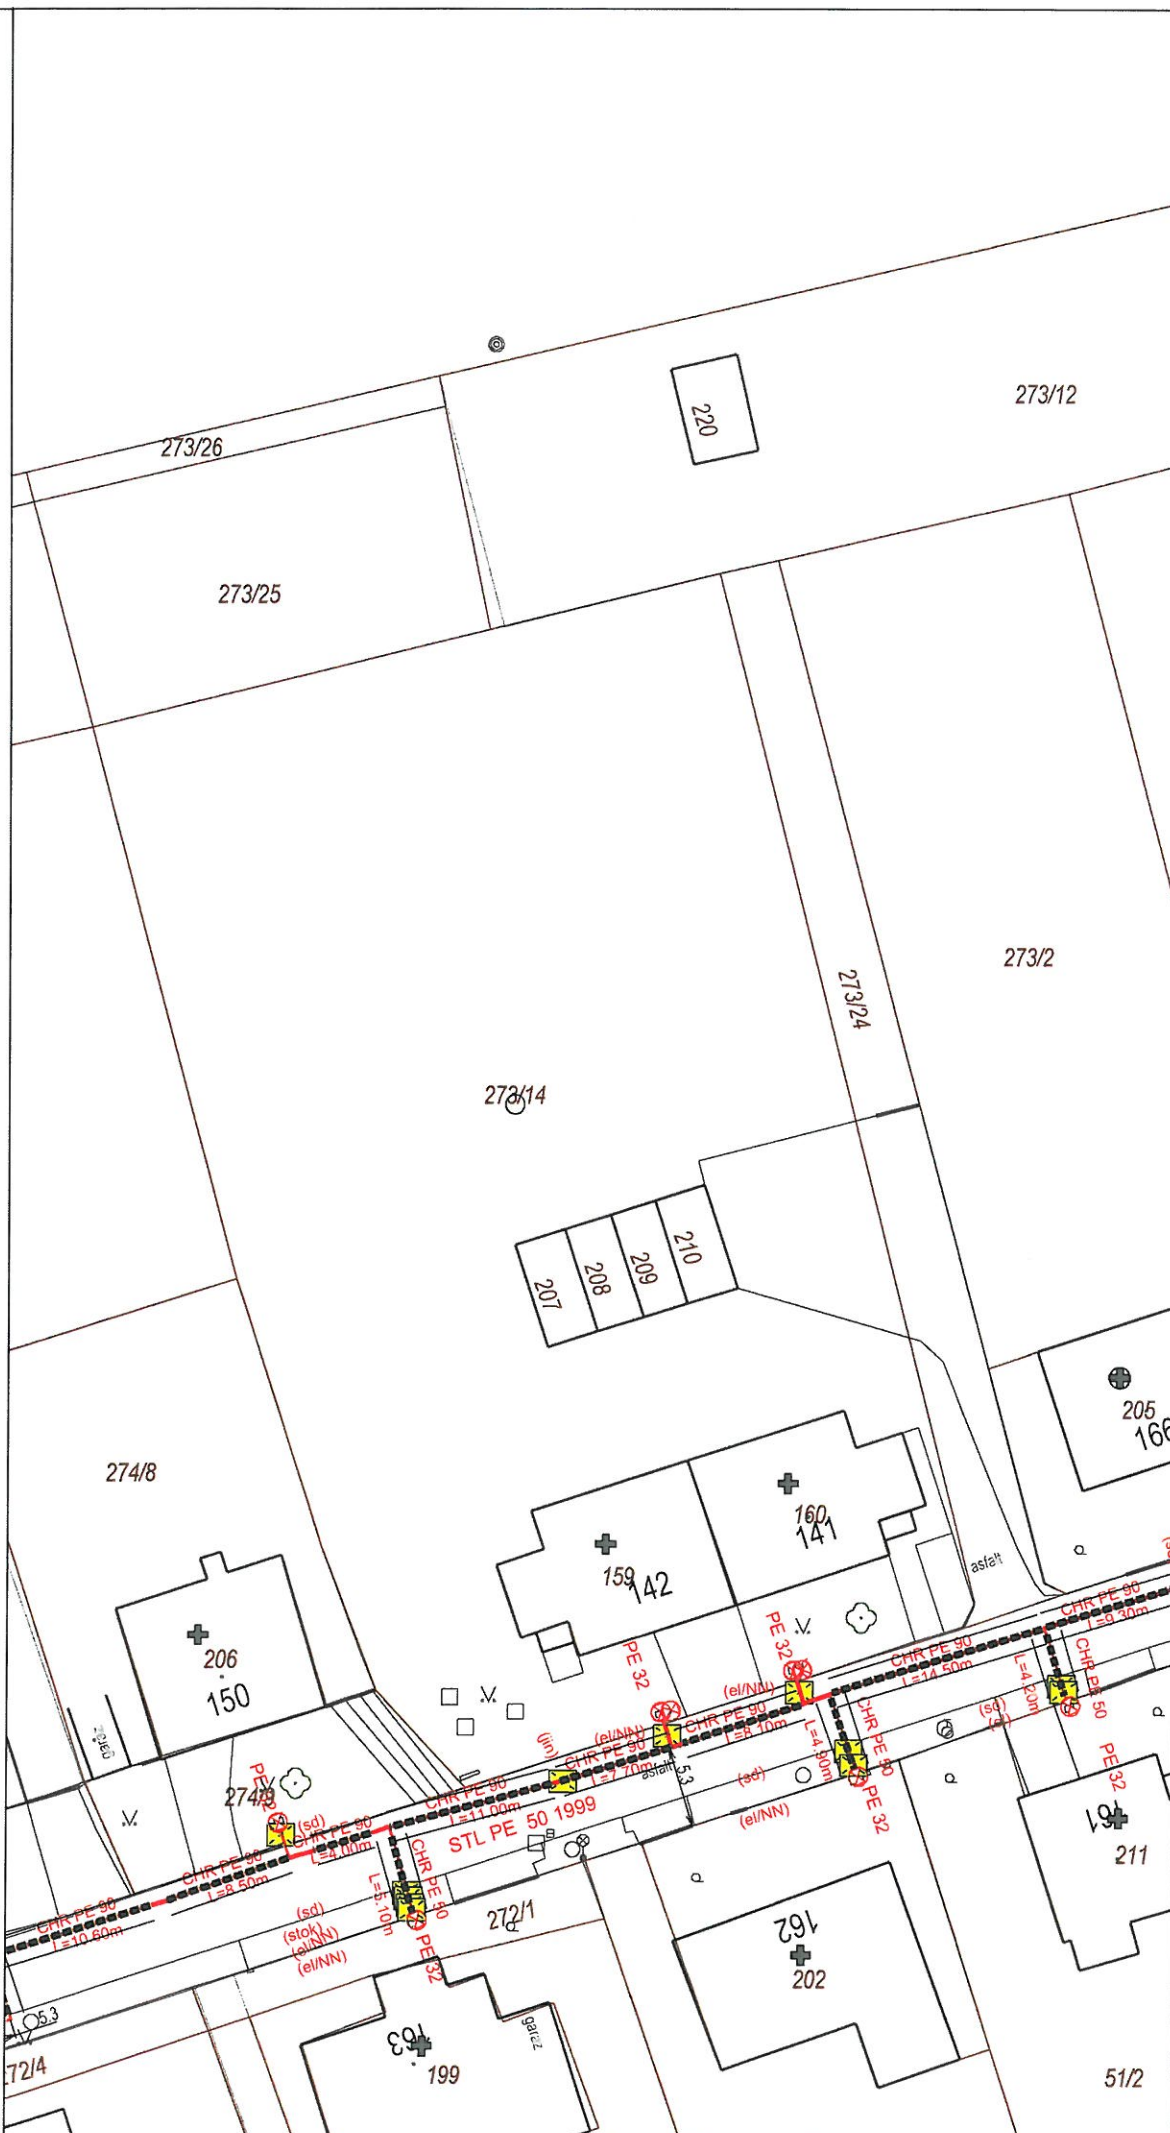 273/12
220
273/26
273/25
273/2
273/24
273/14
207
208
209
210
274/8
205
160
141
159
142
asfalt
206
150
garaz
PE 32
PE 32
CHR PE 90
L=9.30m
CHR PE 90
L=14.50m
L=4.20m
CHR PE 50
(el/NN)
(el/NN)
(jin)
CHR PE 90
L=8.10m
CHR PE 90
L=7.70m
asfalt
5.3
(sd)
(sd)
L=4.90m
CHR PE 50
PE 32
PE 32
(el/NN)
CHR PE 90
L=11.00m
STL PE 50 1999
(sd)
CHR PE 90
L=4.00m
CHR PE 90
L=8.50m
CHR PE 90
L=10.60m
L=5.10m
CHR PE 50
PE 32
(sd)
(stok)
(el/NN)
(el/NN)
272/1
161
211
162
202
163
199
garaz
5.3
51/2